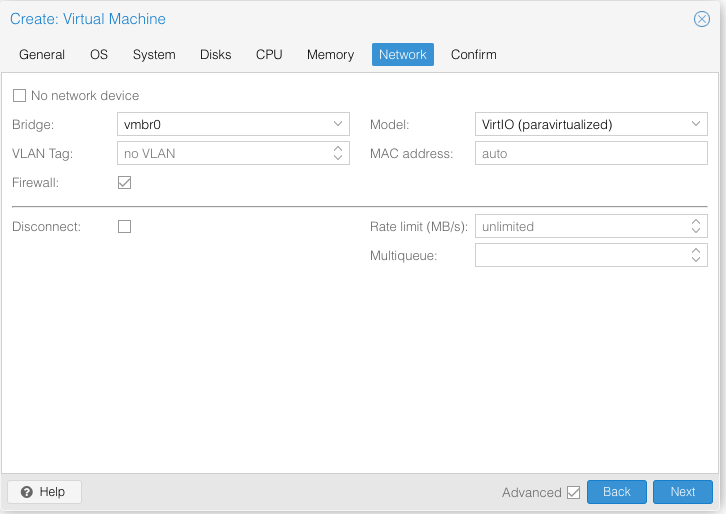 Create: Virtual Machine
General OS System Disks CPU Memory Network Confirm
No network device
Bridge: vmbr0 Model: VirtIO (paravirtualized)
VLAN Tag: no VLAN MAC address: auto
Firewall:
Disconnect: Rate limit (MB/s): unlimited
Multiqueue:
Help Advanced Back Next